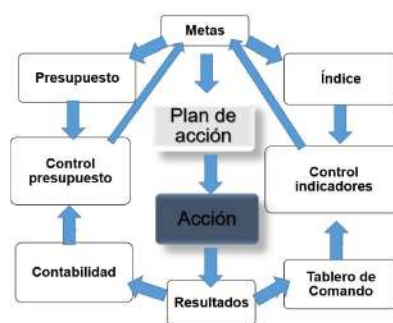 Metas
Presupuesto
Índice
Plan de
acción
Control
presupuesto
Control
indicadores
Acción
Contabilidad
Resultados
Tablero de
Comando